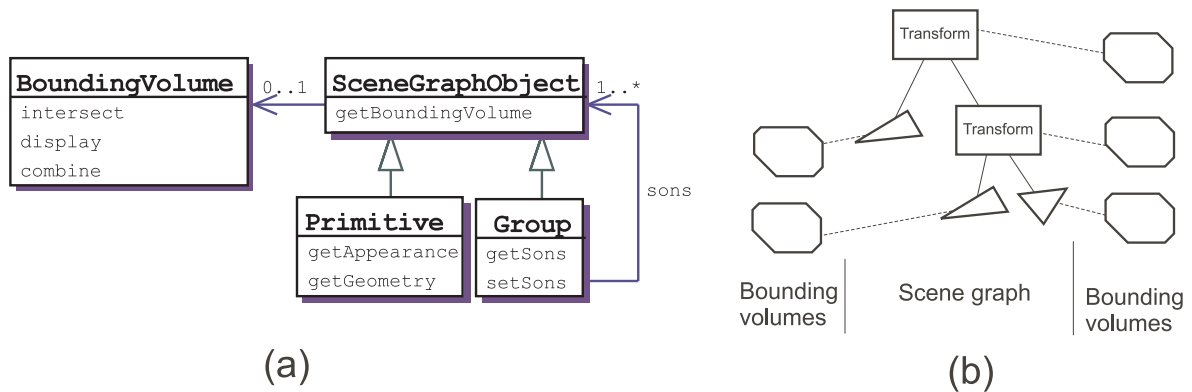 BoundingVolume
intersect
display
combine
0..1
SceneGraphObject
getBoundingVolume
1..*
sons
Primitive
getAppearance
getGeometry
Group
getSons
setSons
(a)
Transform
Transform
Bounding
volumes
Scene graph
Bounding
volumes
(b)